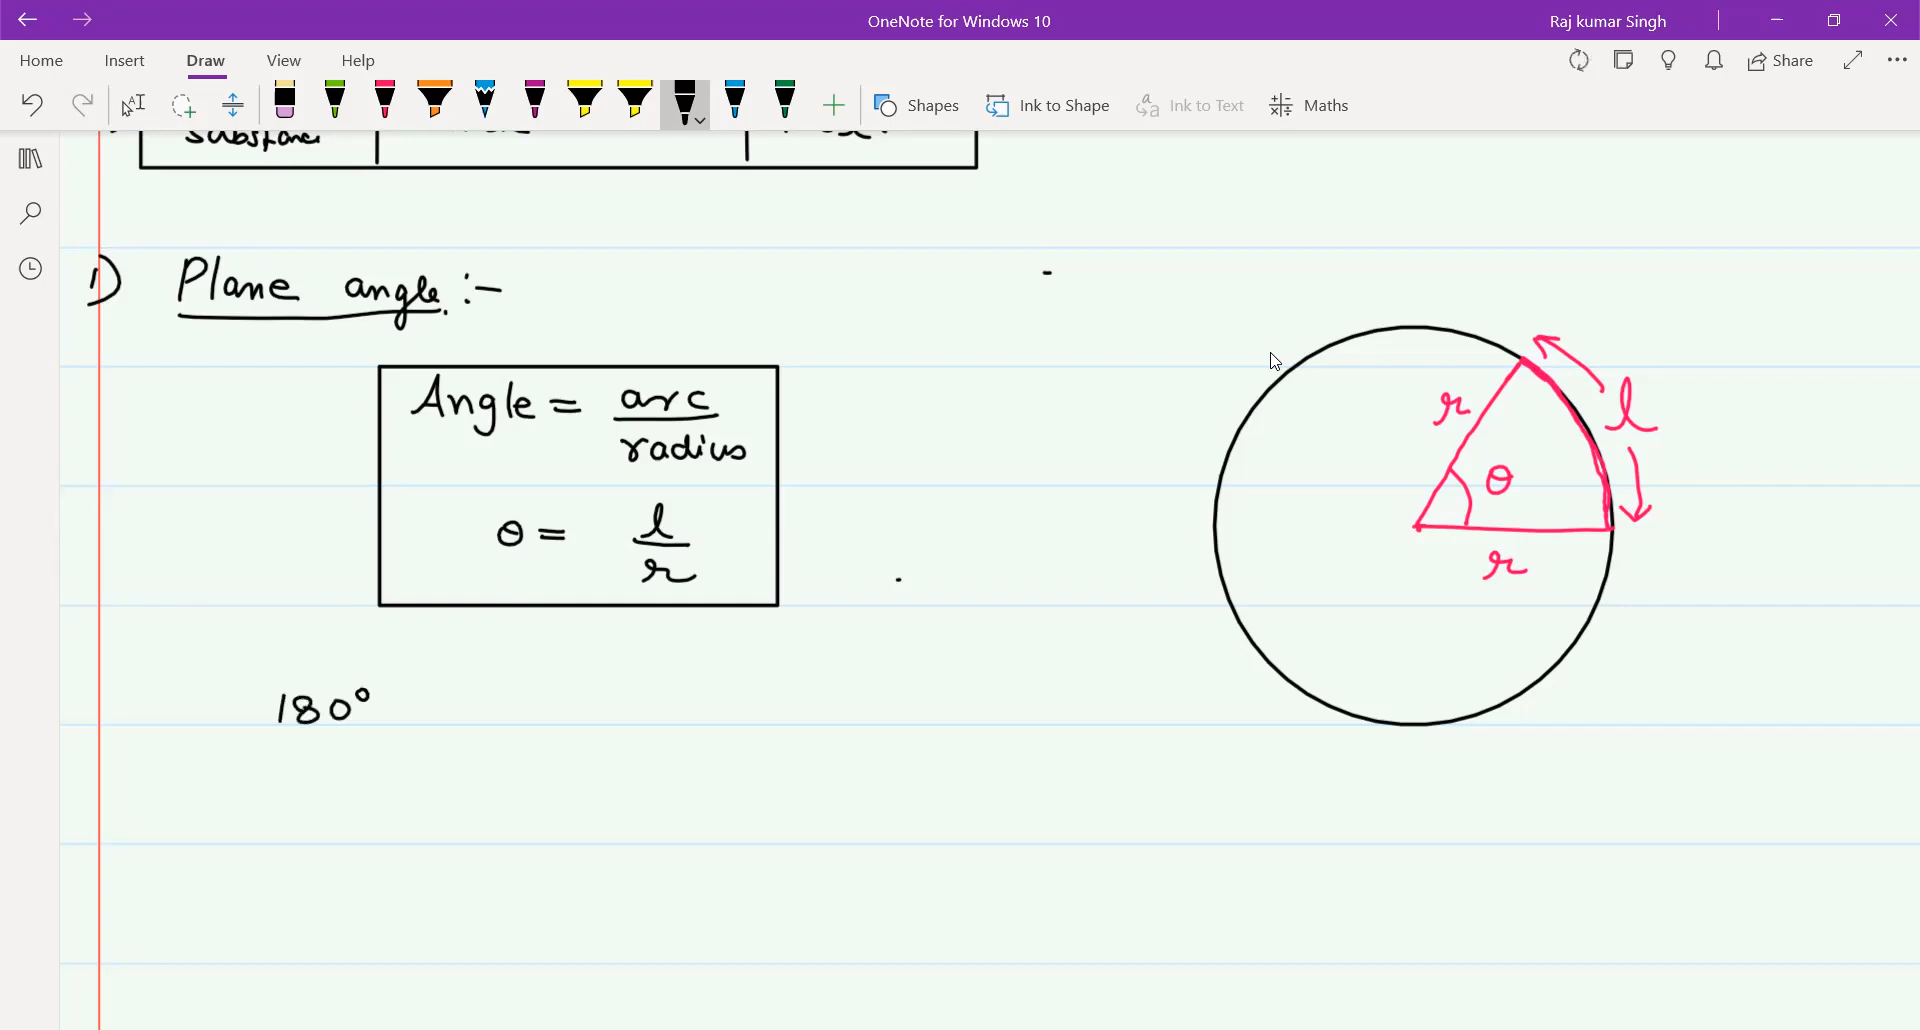 OneNote for Windows 10
Raj kumar Singh
Home Insert Draw View Help
Share
Shapes Ink to Shape Ink to Text Maths
substance
1) Plane angle :-
Angle = arc / radius
θ = l / r
180°
r
l
θ
r